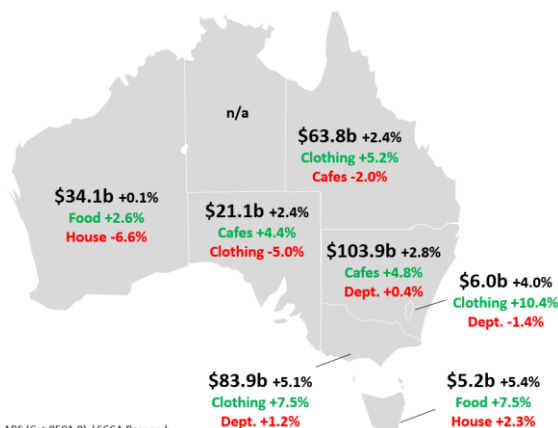 n/a
$63.8b +2.4%
Clothing +5.2%
Cafes -2.0%
$34.1b +0.1%
Food +2.6%
House -6.6%
$21.1b +2.4%
Cafes +4.4%
Clothing -5.0%
$103.9b +2.8%
Cafes +4.8%
Dept. +0.4%
$6.0b +4.0%
Clothing +10.4%
Dept. -1.4%
$83.9b +5.1%
Clothing +7.5%
Dept. +1.2%
$5.2b +5.4%
Food +7.5%
House +2.3%